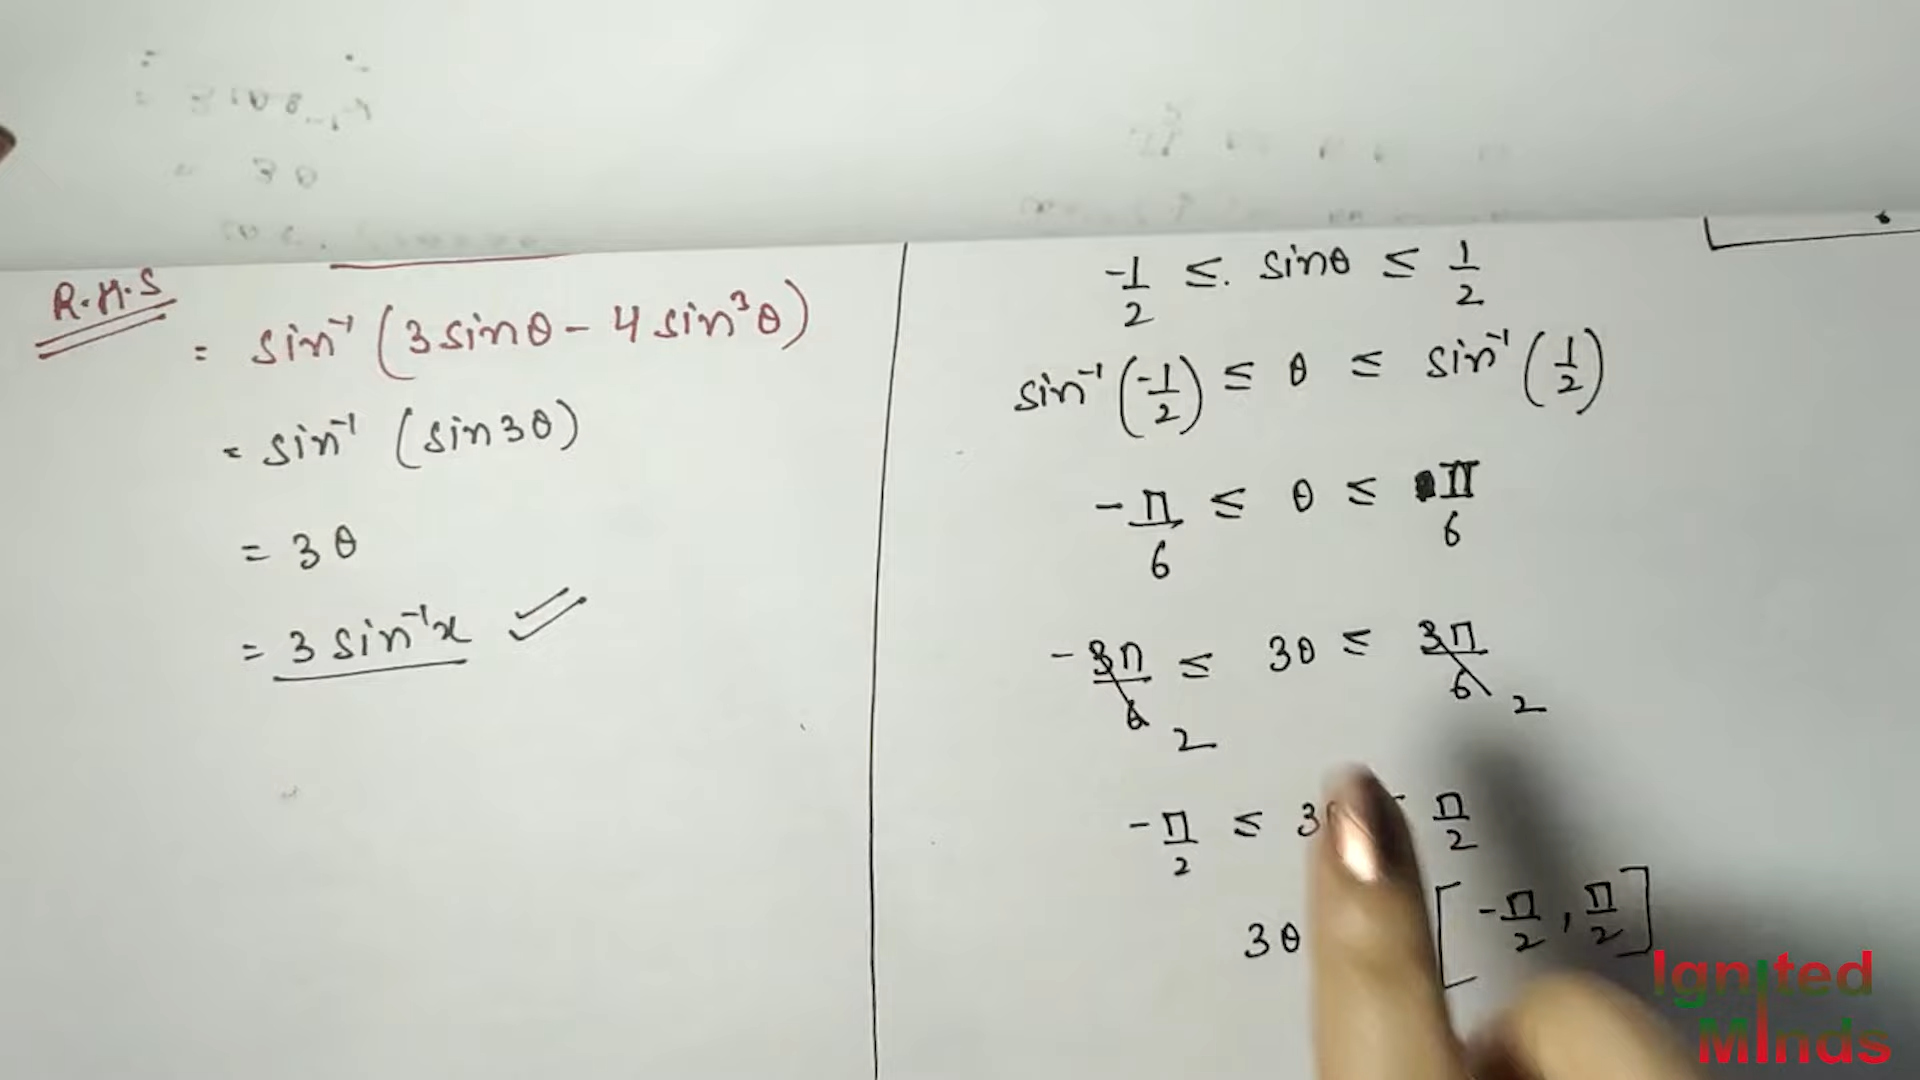 R.H.S
= sin⁻¹ (3 sinθ - 4 sin³θ)
= sin⁻¹ (sin3θ)
= 3θ
= 3 sin⁻¹x
-1/2 ≤ sinθ ≤ 1/2
sin⁻¹ (-1/2) ≤ θ ≤ sin⁻¹ (1/2)
-π/6 ≤ θ ≤ π/6
-3π/6 2 ≤ 3θ ≤ 3π/6 2
-π/2 ≤ 3 π/2
3θ [-π/2, π/2]
Ignited
Minds